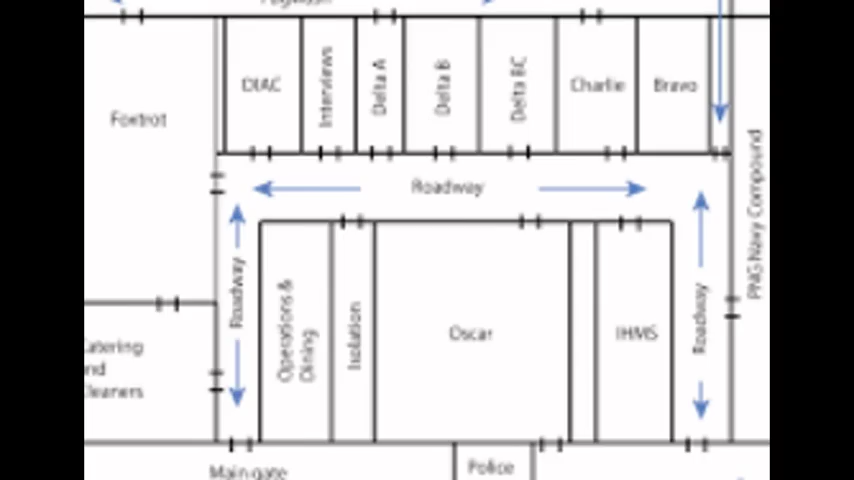 DIAC
Interviews
Delta A
Delta B
Delta BC
Charlie
Bravo
Foxtrot
Roadway
PNG Navy Compound
Roadway
Operations &
Dining
Isolation
Oscar
IHMS
Roadway
atering
nd
leaners
Main gate
Police